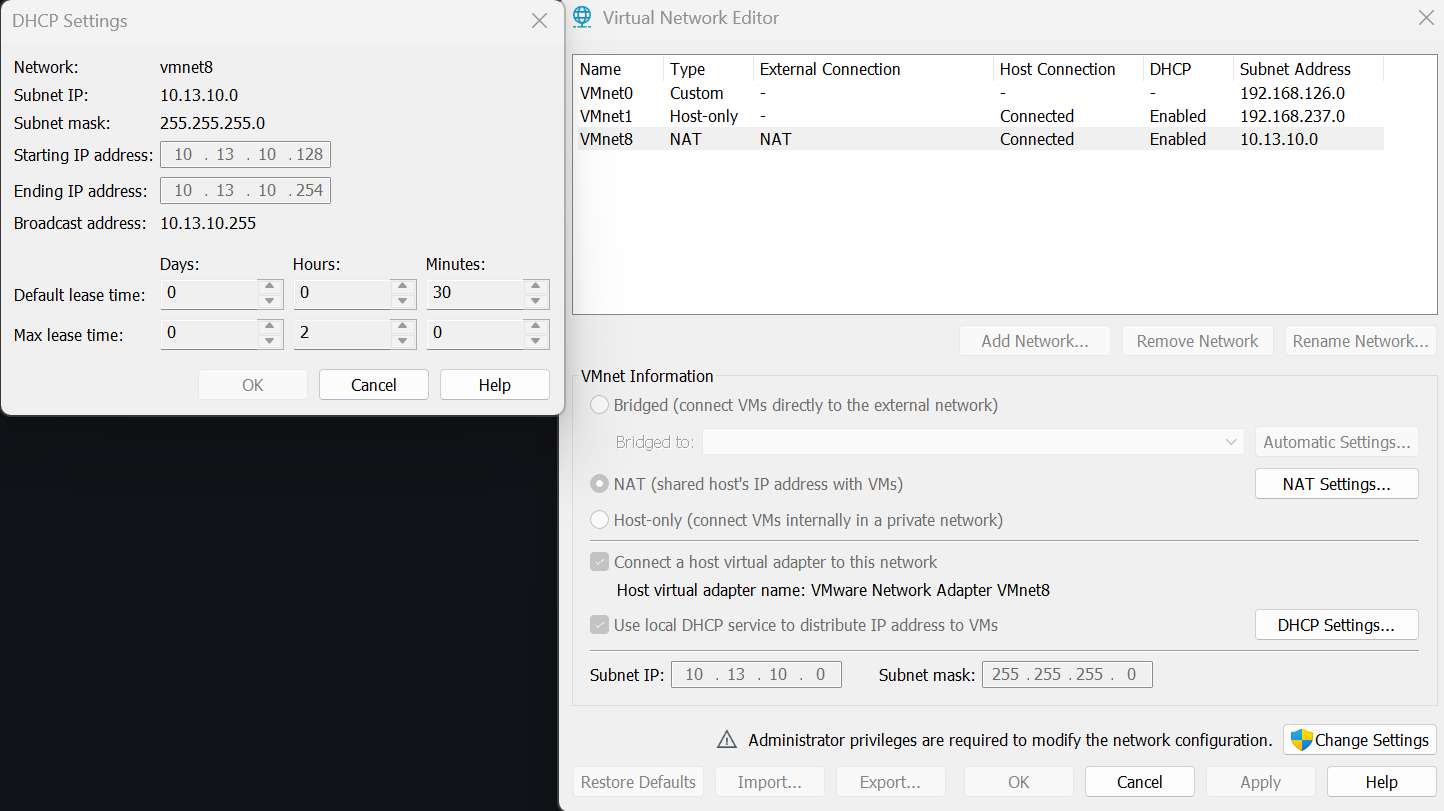 DHCP Settings
Network: vmnet8
Subnet IP: 10.13.10.0
Subnet mask: 255.255.255.0
Starting IP address: 10 . 13 . 10 . 128
Ending IP address: 10 . 13 . 10 . 254
Broadcast address: 10.13.10.255
Days: Hours: Minutes:
Default lease time: 0 0 30
Max lease time: 0 2 0
OK Cancel Help
Virtual Network Editor
Name Type External Connection Host Connection DHCP Subnet Address
VMnet0 Custom - - - 192.168.126.0
VMnet1 Host-only - Connected Enabled 192.168.237.0
VMnet8 NAT NAT Connected Enabled 10.13.10.0
Add Network... Remove Network Rename Network...
VMnet Information
Bridged (connect VMs directly to the external network)
Bridged to: Automatic Settings...
NAT (shared host's IP address with VMs) NAT Settings...
Host-only (connect VMs internally in a private network)
Connect a host virtual adapter to this network
Host virtual adapter name: VMware Network Adapter VMnet8
Use local DHCP service to distribute IP address to VMs DHCP Settings...
Subnet IP: 10 . 13 . 10 . 0 Subnet mask: 255 . 255 . 255 . 0
Administrator privileges are required to modify the network configuration. Change Settings
Restore Defaults Import... Export... OK Cancel Apply Help